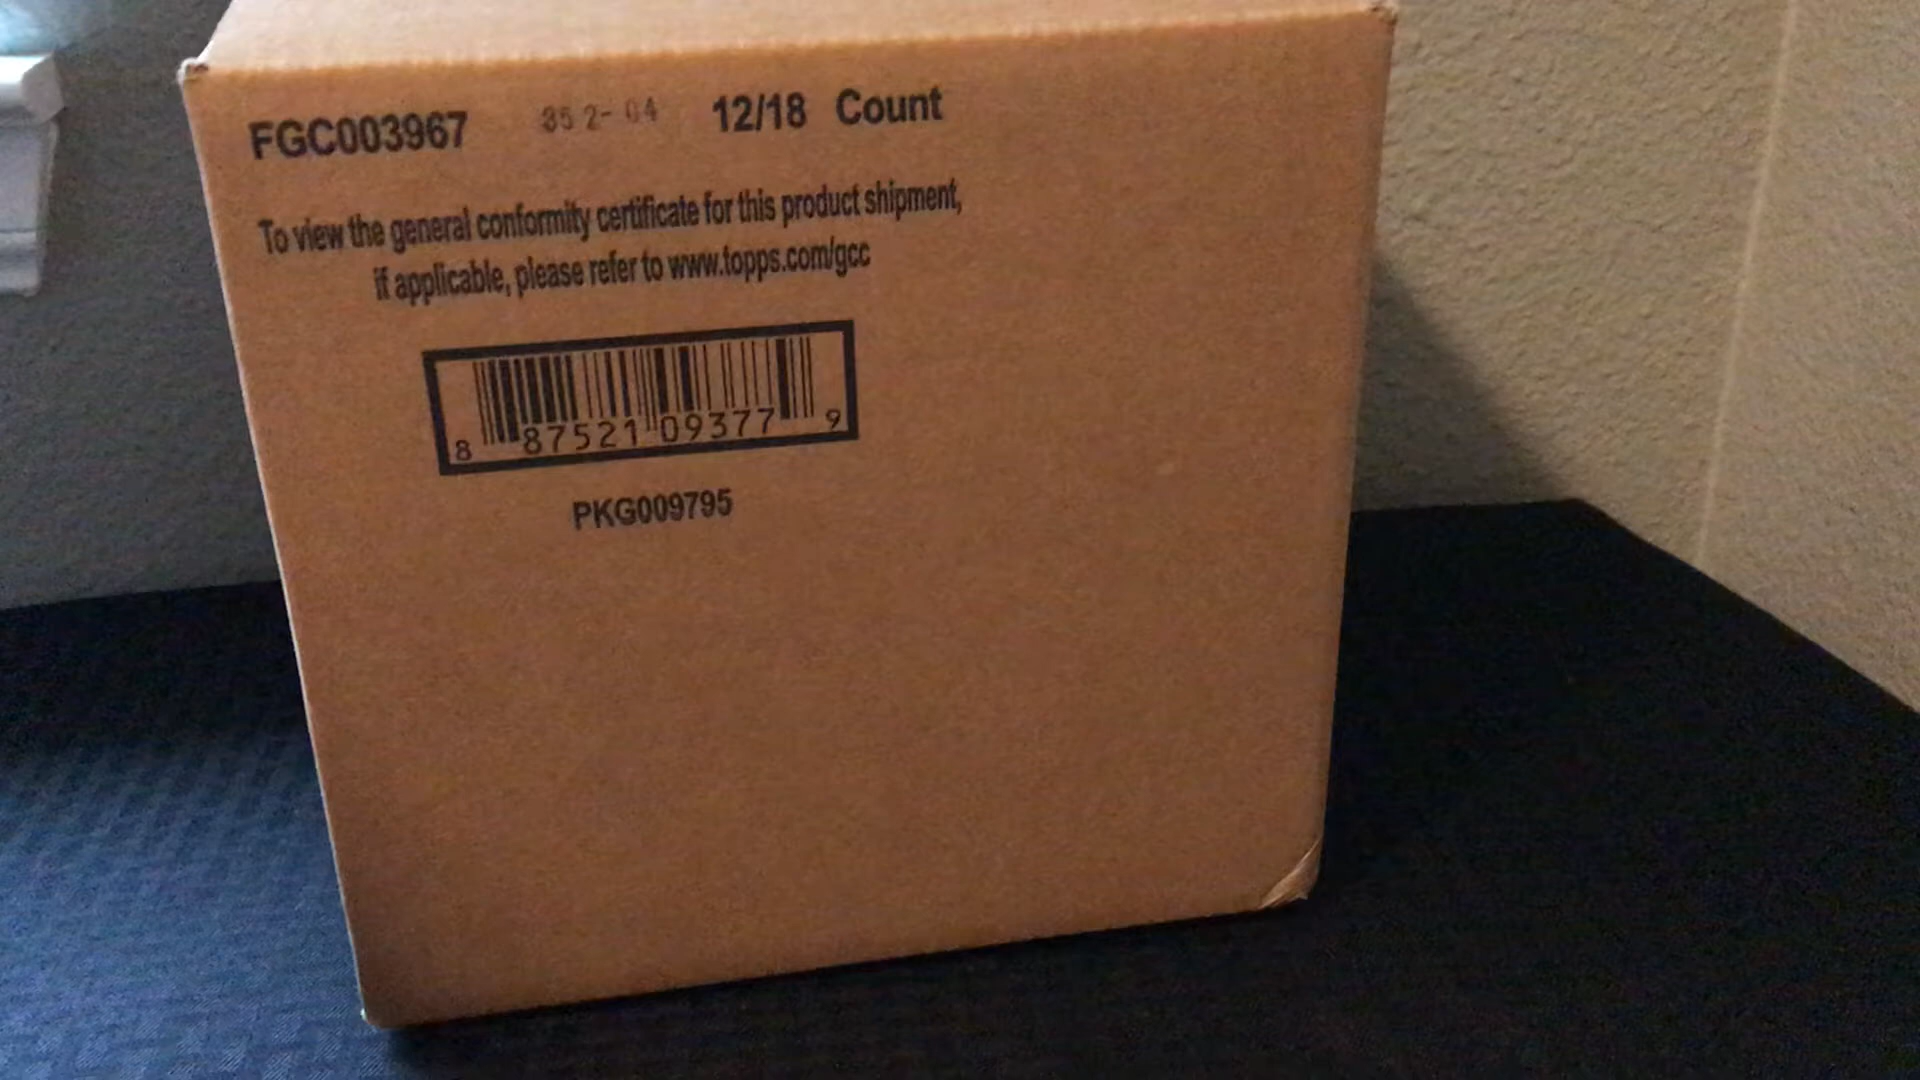 FGC003967 352-04 12/18 Count
To view the general conformity certificate for this product shipment,
if applicable, please refer to www.topps.com/gcc
8 87521 09377 9
PKG009795